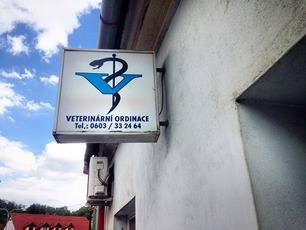 V
VETERINÁRNÍ ORDINACE
Tel,: 0603 / 33 24 64